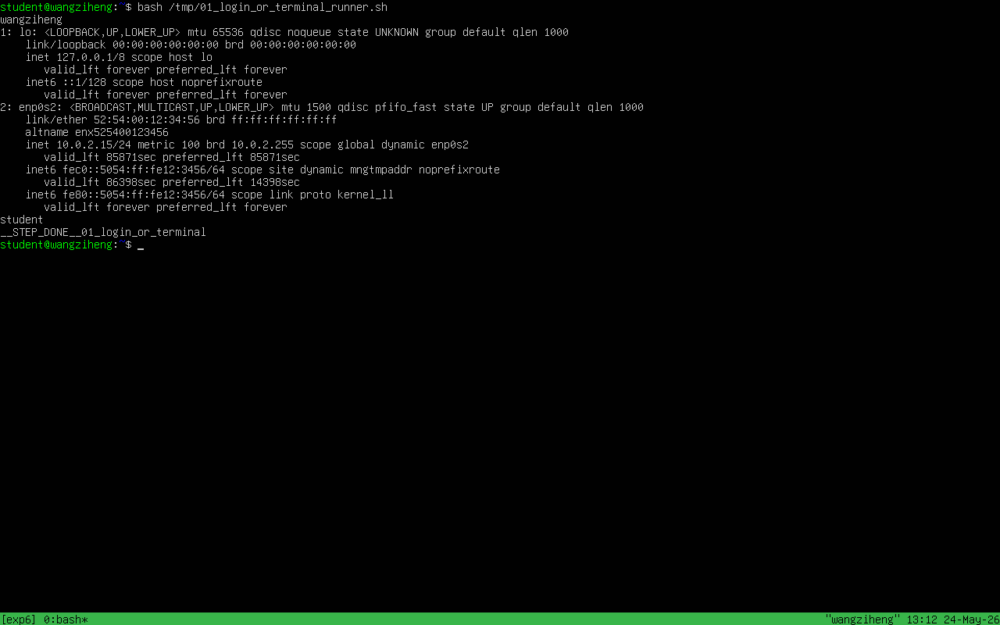 student@wangziheng:~$ bash /tmp/01_login_or_terminal_runner.sh
wangziheng
1: lo: <LOOPBACK,UP,LOWER_UP> mtu 65536 qdisc noqueue state UNKNOWN group default qlen 1000
    link/loopback 00:00:00:00:00:00 brd 00:00:00:00:00:00
    inet 127.0.0.1/8 scope host lo
       valid_lft forever preferred_lft forever
    inet6 ::1/128 scope host noprefixroute
       valid_lft forever preferred_lft forever
2: enp0s2: <BROADCAST,MULTICAST,UP,LOWER_UP> mtu 1500 qdisc pfifo_fast state UP group default qlen 1000
    link/ether 52:54:00:12:34:56 brd ff:ff:ff:ff:ff:ff
    altname enx525400123456
    inet 10.0.2.15/24 metric 100 brd 10.0.2.255 scope global dynamic enp0s2
       valid_lft 85871sec preferred_lft 85871sec
    inet6 fec0::5054:ff:fe12:3456/64 scope site dynamic mngtmpaddr noprefixroute
       valid_lft 86398sec preferred_lft 14398sec
    inet6 fe80::5054:ff:fe12:3456/64 scope link proto kernel_ll
       valid_lft forever preferred_lft forever
student
__STEP_DONE__01_login_or_terminal
student@wangziheng:~$ _
[exp6] 0:bash* "wangziheng" 13:12 24-May-26